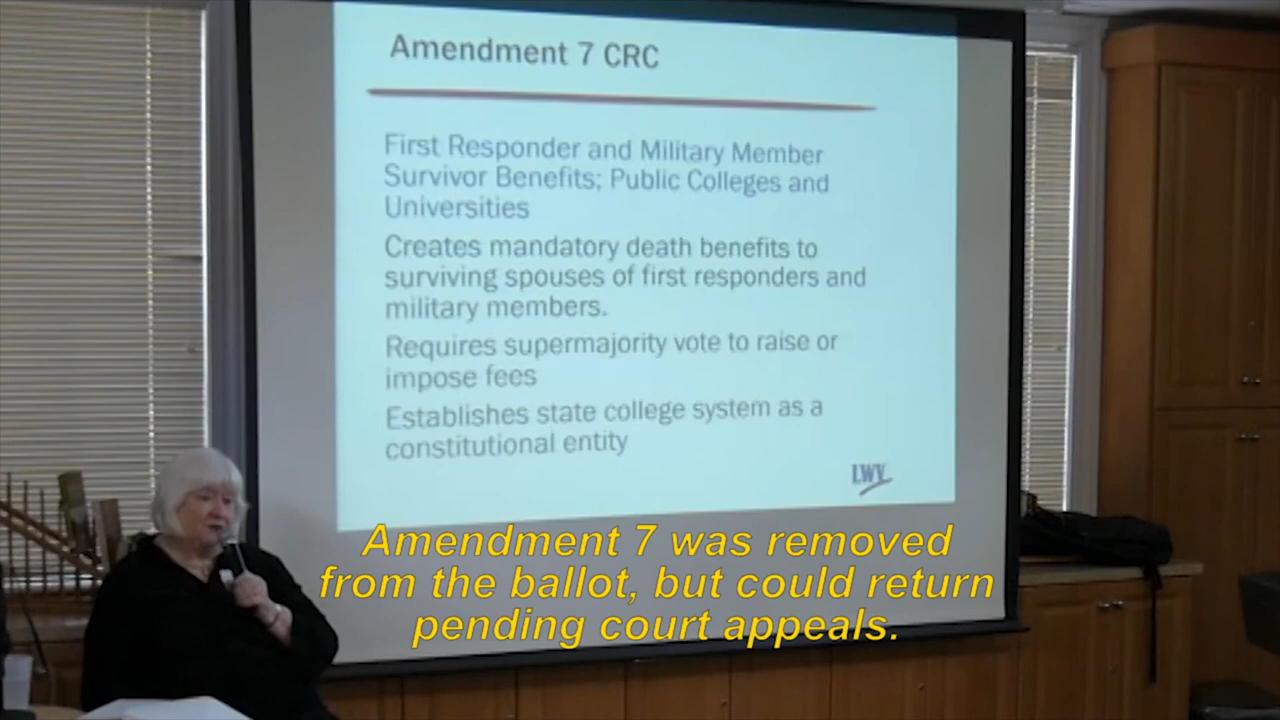 Amendment 7 CRC
First Responder and Military Member
Survivor Benefits; Public Colleges and
Universities
Creates mandatory death benefits to
surviving spouses of first responders and
military members.
Requires supermajority vote to raise or
impose fees
Establishes state college system as a
constitutional entity
LWV
Amendment 7 was removed
from the ballot, but could return
pending court appeals.